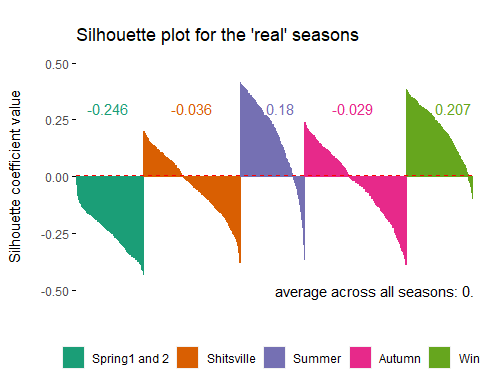 Silhouette plot for the 'real' seasons
Silhouette coefficient value
0.50
0.25
0.00
-0.25
-0.50
-0.246
-0.036
0.18
-0.029
0.207
average across all seasons: 0.
Spring1 and 2
Shitsville
Summer
Autumn
Win